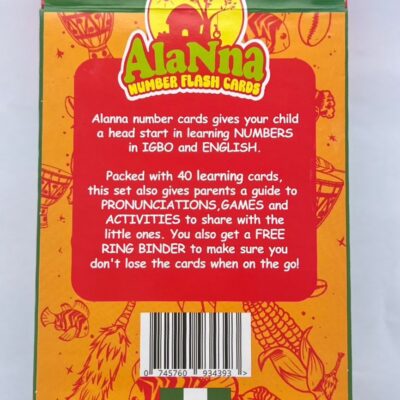 AlaNna
NUMBER FLASH CARDS
Alanna number cards gives your child
a head start in learning NUMBERS
in IGBO and ENGLISH.
Packed with 40 learning cards,
this set also gives parents a guide to
PRONUNCIATIONS,GAMES and
ACTIVITIES to share with the
little ones. You also get a FREE
RING BINDER to make sure you
don't lose the cards when on the go!
0 745760 934393 >